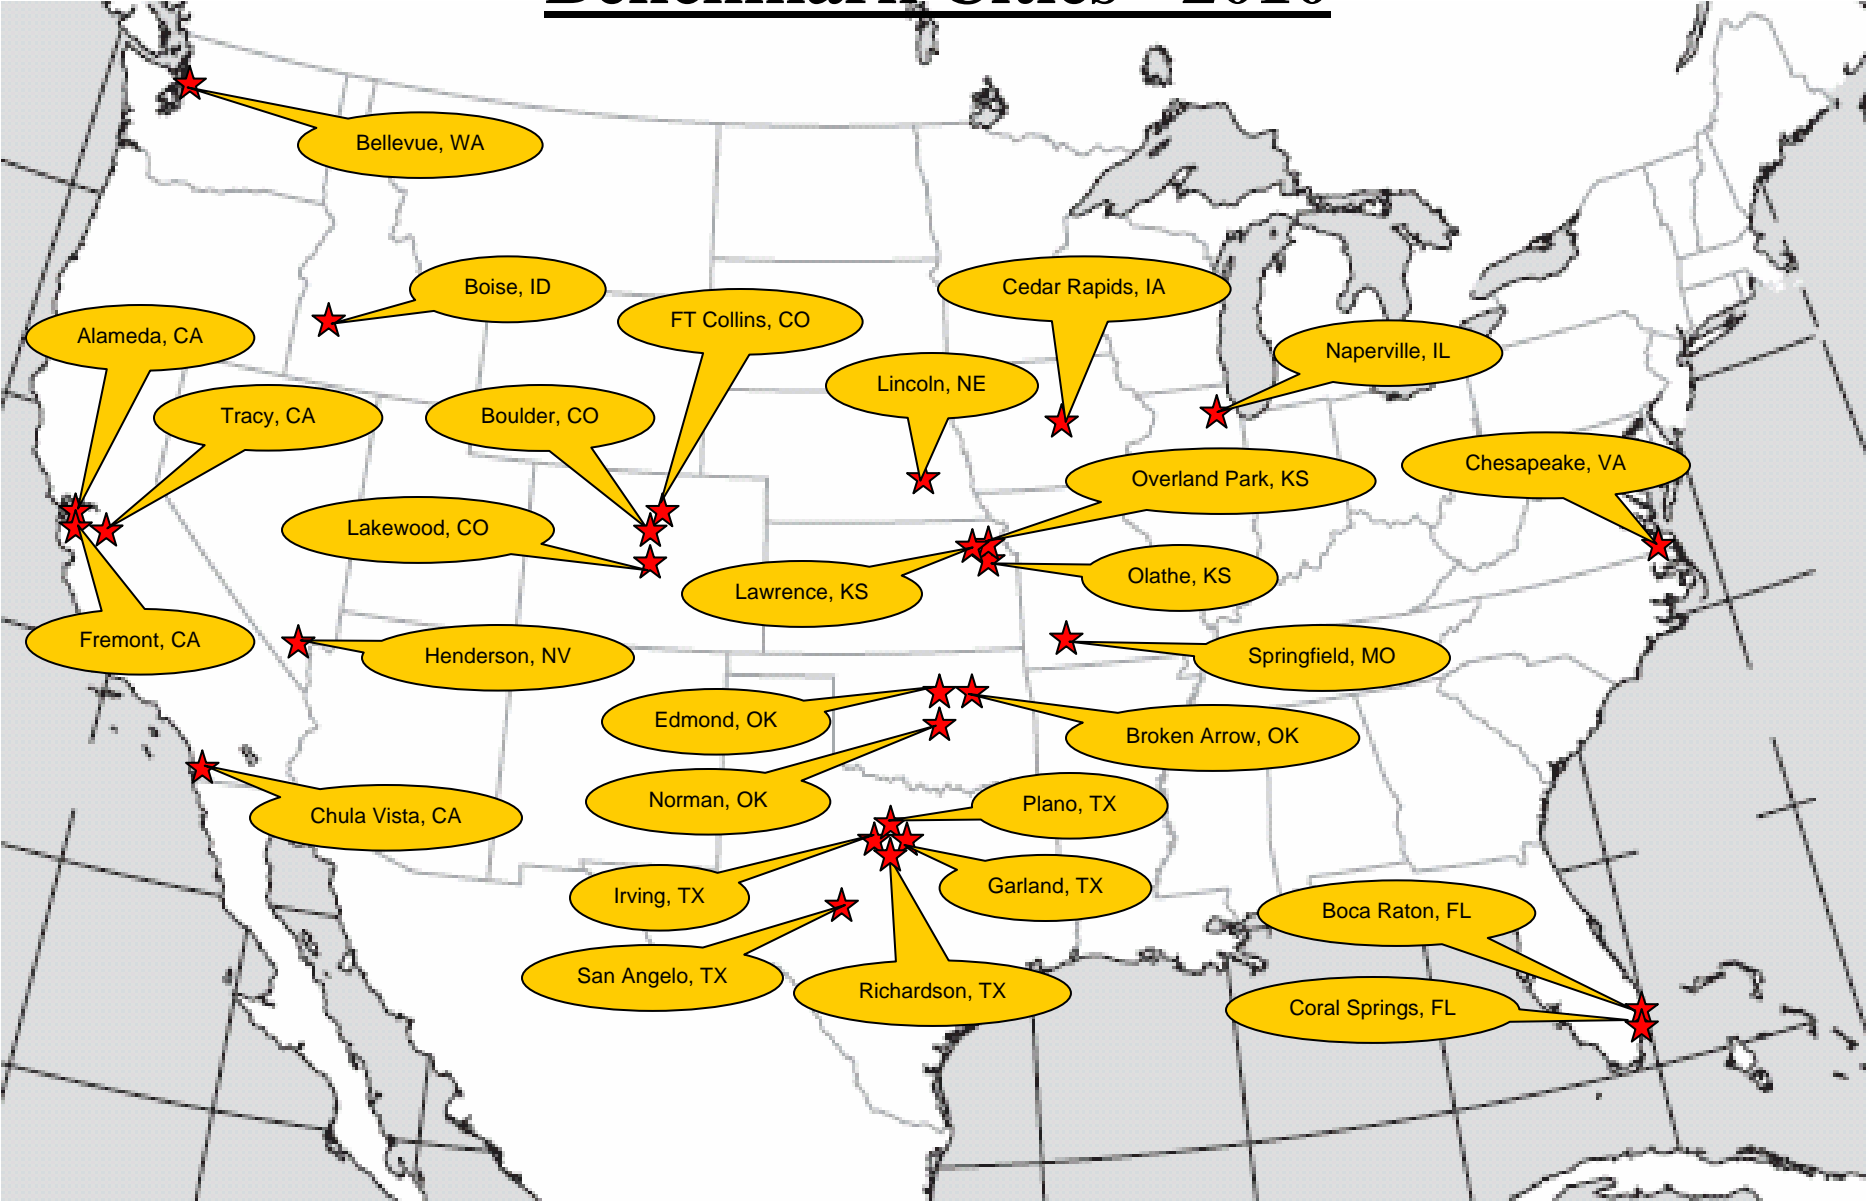 Benchmark Cities - 2010
Bellevue, WA
Boise, ID
Cedar Rapids, IA
FT Collins, CO
Alameda, CA
Naperville, IL
Lincoln, NE
Tracy, CA
Boulder, CO
Chesapeake, VA
Overland Park, KS
Lakewood, CO
Olathe, KS
Lawrence, KS
Fremont, CA
Henderson, NV
Springfield, MO
Edmond, OK
Broken Arrow, OK
Norman, OK
Plano, TX
Chula Vista, CA
Garland, TX
Irving, TX
Boca Raton, FL
San Angelo, TX
Richardson, TX
Coral Springs, FL